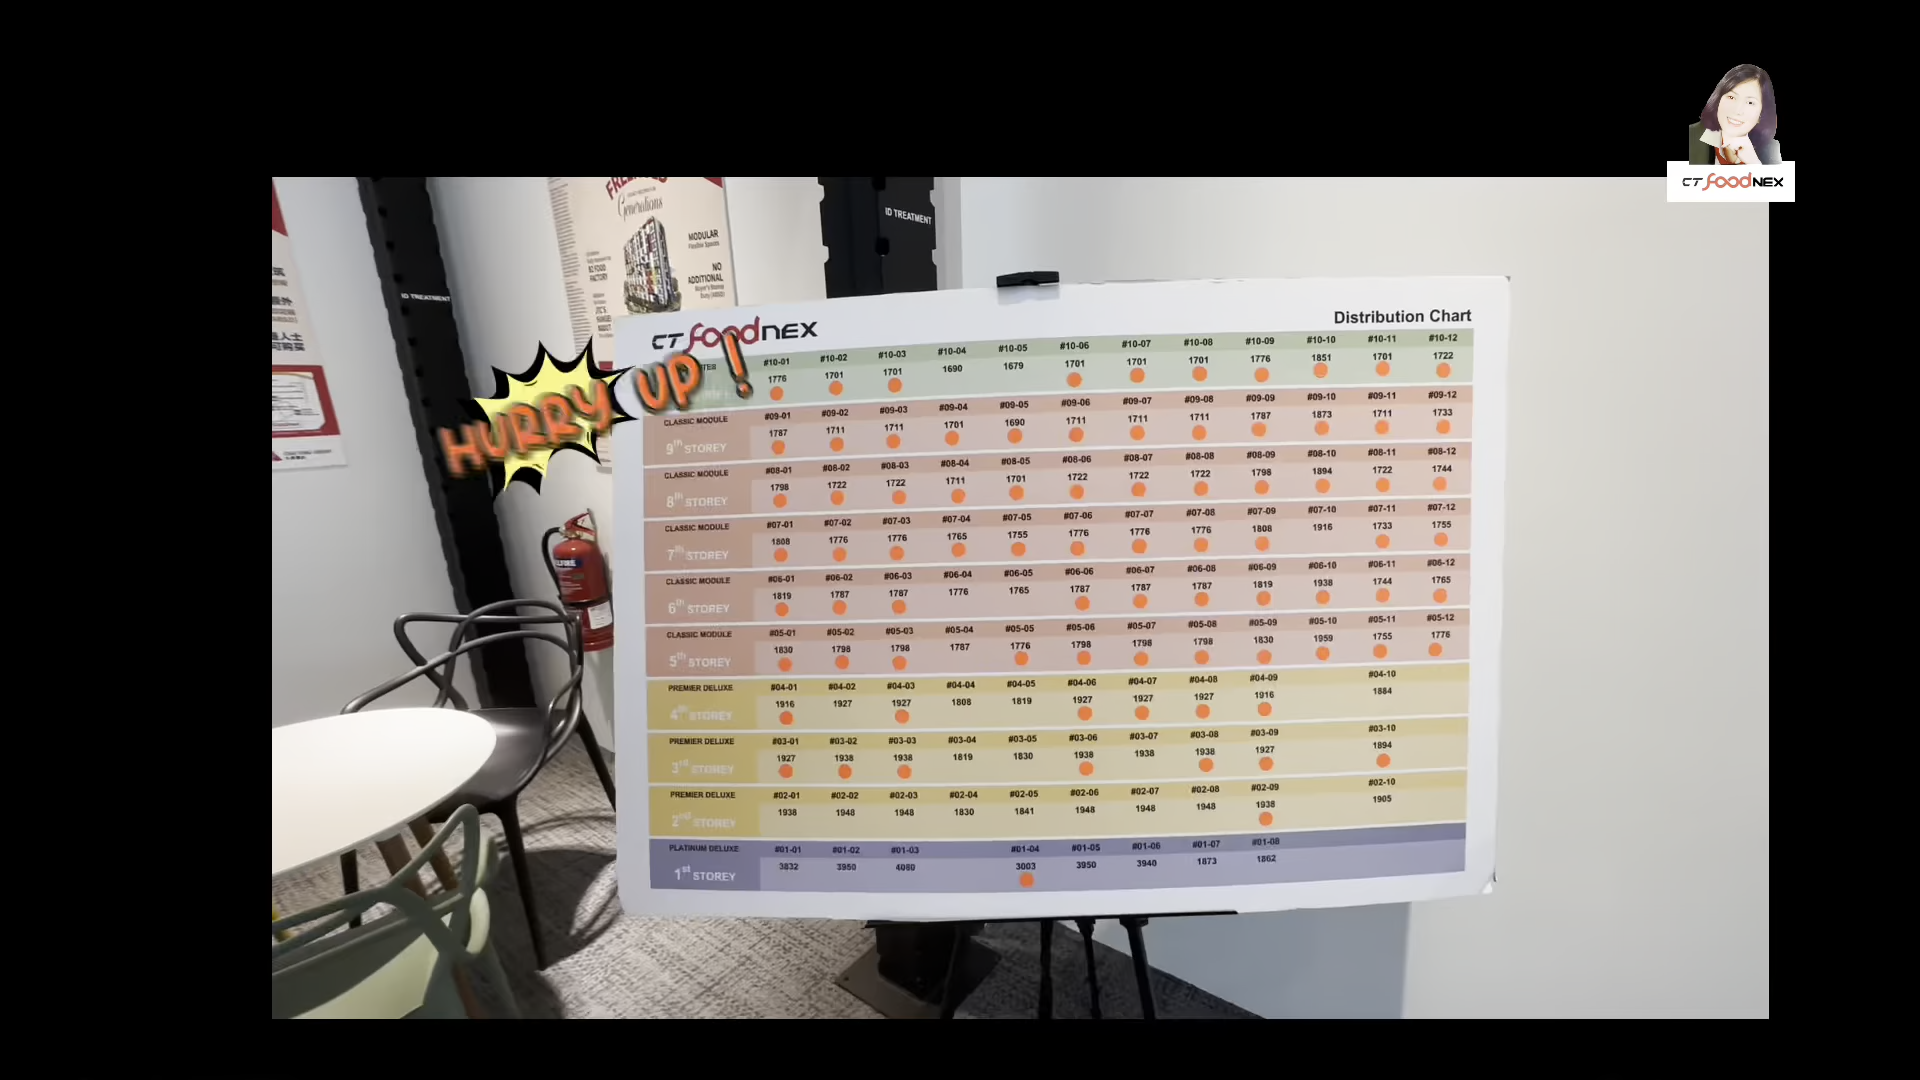 CT foodNEX
FREEHOLD
Generations
MODULAR
Flexible Spaces
NO
ADDITIONAL
Buyer's Stamp
Duty (ABSD)
B2 FOOD
FACTORY
ID TREATMENT
ID TREATMENT
HURRY UP !
CT foodNEX
Distribution Chart
#10-01 #10-02 #10-03 #10-04 #10-05 #10-06 #10-07 #10-08 #10-09 #10-10 #10-11 #10-12
1776 1701 1701 1690 1679 1701 1701 1701 1776 1851 1701 1722
CLASSIC MODULE #09-01 #09-02 #09-03 #09-04 #09-05 #09-06 #09-07 #09-08 #09-09 #09-10 #09-11 #09-12
9th STOREY 1787 1711 1711 1701 1690 1711 1711 1711 1787 1873 1711 1733
CLASSIC MODULE #08-01 #08-02 #08-03 #08-04 #08-05 #08-06 #08-07 #08-08 #08-09 #08-10 #08-11 #08-12
8th STOREY 1798 1722 1722 1711 1701 1722 1722 1722 1798 1894 1722 1744
CLASSIC MODULE #07-01 #07-02 #07-03 #07-04 #07-05 #07-06 #07-07 #07-08 #07-09 #07-10 #07-11 #07-12
7th STOREY 1808 1776 1776 1765 1755 1776 1776 1776 1808 1916 1733 1755
CLASSIC MODULE #06-01 #06-02 #06-03 #06-04 #06-05 #06-06 #06-07 #06-08 #06-09 #06-10 #06-11 #06-12
6th STOREY 1819 1787 1787 1776 1765 1787 1787 1787 1819 1938 1744 1765
CLASSIC MODULE #05-01 #05-02 #05-03 #05-04 #05-05 #05-06 #05-07 #05-08 #05-09 #05-10 #05-11 #05-12
5th STOREY 1830 1798 1798 1787 1776 1798 1798 1798 1830 1959 1755 1776
PREMIER DELUXE #04-01 #04-02 #04-03 #04-04 #04-05 #04-06 #04-07 #04-08 #04-09 #04-10
4th STOREY 1916 1927 1927 1808 1819 1927 1927 1927 1916 1884
PREMIER DELUXE #03-01 #03-02 #03-03 #03-04 #03-05 #03-06 #03-07 #03-08 #03-09 #03-10
3rd STOREY 1927 1938 1938 1819 1830 1938 1938 1938 1927 1894
PREMIER DELUXE #02-01 #02-02 #02-03 #02-04 #02-05 #02-06 #02-07 #02-08 #02-09 #02-10
2nd STOREY 1938 1948 1948 1830 1841 1948 1948 1948 1938 1905
PLATINUM DELUXE #01-01 #01-02 #01-03 #01-04 #01-05 #01-06 #01-07 #01-08
1st STOREY 3832 3950 4080 3003 3950 3940 1873 1862